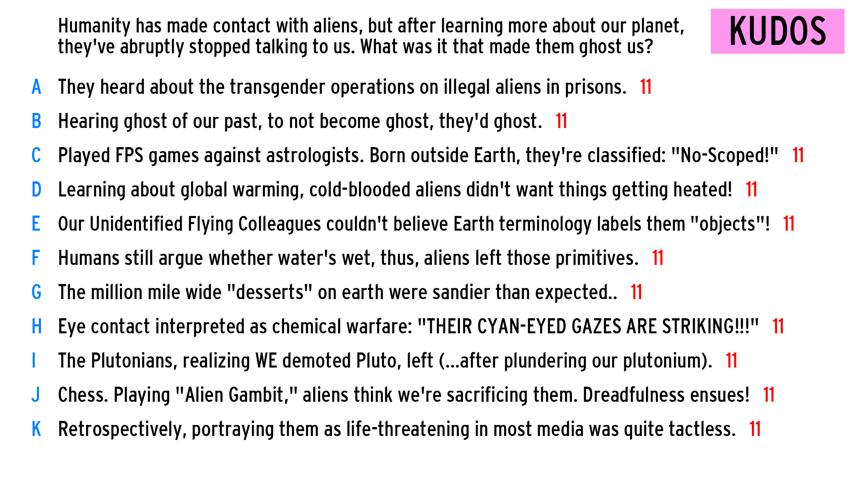 Humanity has made contact with aliens, but after learning more about our planet,
they've abruptly stopped talking to us. What was it that made them ghost us?
KUDOS
A They heard about the transgender operations on illegal aliens in prisons. 11
B Hearing ghost of our past, to not become ghost, they'd ghost. 11
C Played FPS games against astrologists. Born outside Earth, they're classified: "No-Scoped!" 11
D Learning about global warming, cold-blooded aliens didn't want things getting heated! 11
E Our Unidentified Flying Colleagues couldn't believe Earth terminology labels them "objects"! 11
F Humans still argue whether water's wet, thus, aliens left those primitives. 11
G The million mile wide "desserts" on earth were sandier than expected.. 11
H Eye contact interpreted as chemical warfare: "THEIR CYAN-EYED GAZES ARE STRIKING!!!" 11
I The Plutonians, realizing WE demoted Pluto, left (...after plundering our plutonium). 11
J Chess. Playing "Alien Gambit," aliens think we're sacrificing them. Dreadfulness ensues! 11
K Retrospectively, portraying them as life-threatening in most media was quite tactless. 11